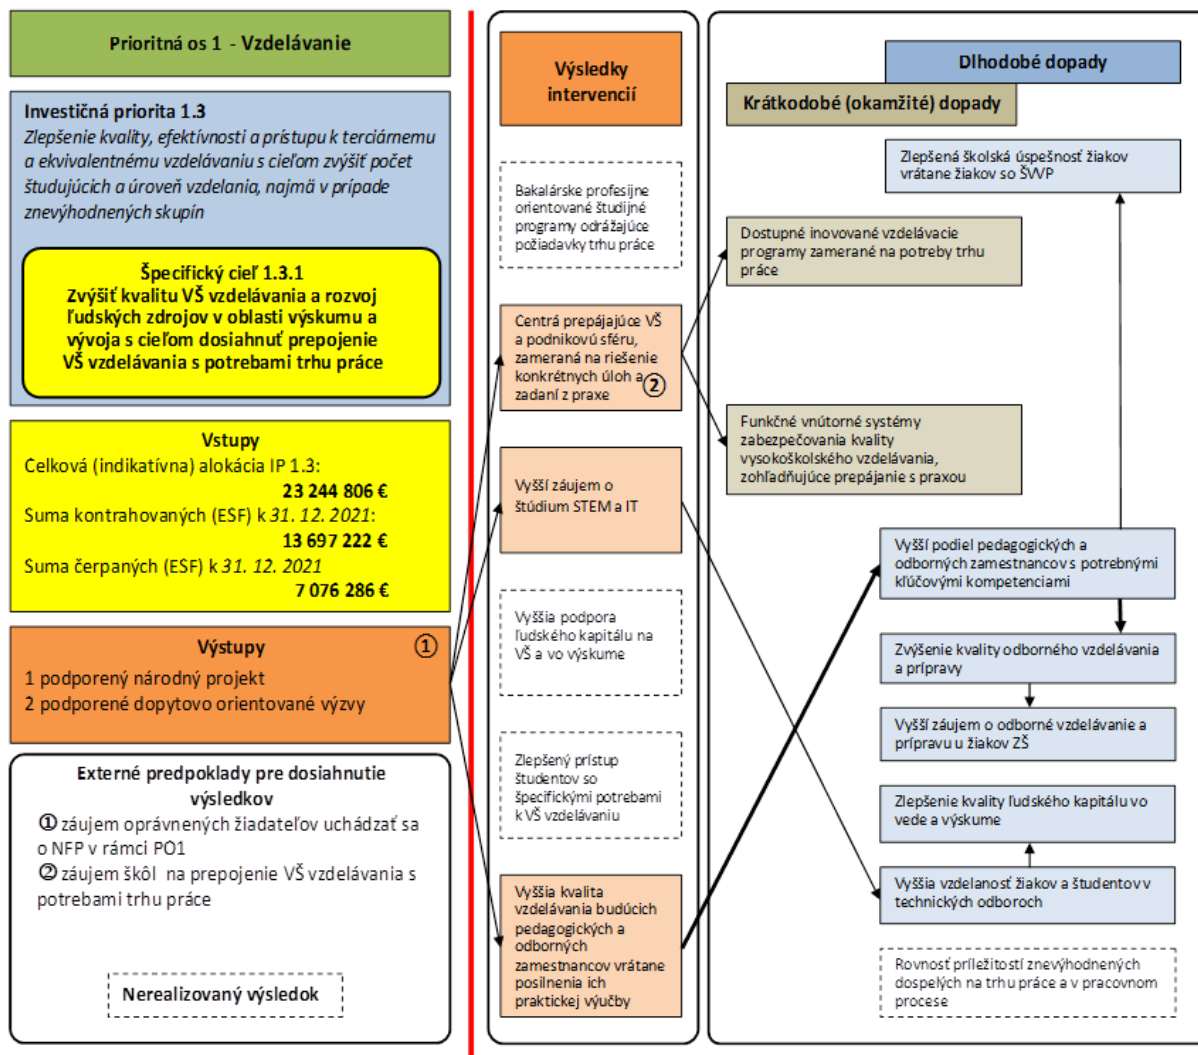 Prioritná os 1 - Vzdelávanie
Investičná priorita 1.3
Zlepšenie kvality, efektívnosti a prístupu k terciárnemu
a ekvivalentnému vzdelávaniu s cieľom zvýšiť počet
študujúcich a úroveň vzdelania, najmä v prípade
znevýhodnených skupín
Špecifický cieľ 1.3.1
Zvýšiť kvalitu VŠ vzdelávania a rozvoj
ľudských zdrojov v oblasti výskumu a
vývoja s cieľom dosiahnuť prepojenie
VŠ vzdelávania s potrebami trhu práce
Vstupy
Celková (indikatívna) alokácia IP 1.3:
23 244 806 €
Suma kontrahovaných (ESF) k 31. 12. 2021:
13 697 222 €
Suma čerpaných (ESF) k 31. 12. 2021
7 076 286 €
Výstupy ①
1 podporený národný projekt
2 podporené dopytovo orientované výzvy
Externé predpoklady pre dosiahnutie
výsledkov
① záujem oprávnených žiadateľov uchádzať sa
o NFP v rámci PO1
② záujem škôl na prepojenie VŠ vzdelávania s
potrebami trhu práce
Nerealizovaný výsledok
Výsledky
intervencií
Bakalárske profesijne
orientované študijné
programy odrážajúce
požiadavky trhu práce
Centrá prepájajúce VŠ
a podnikovú sféru,
zameraná na riešenie
konkrétnych úloh a
zadaní z praxe ②
Vyšší záujem o
štúdium STEM a IT
Vyššia podpora
ľudského kapitálu na
VŠ a vo výskume
Zlepšený prístup
študentov so
špecifickými potrebami
k VŠ vzdelávaniu
Vyššia kvalita
vzdelávania budúcich
pedagogických a
odborných
zamestnancov vrátane
posilnenia ich
praktickej výučby
Dlhodobé dopady
Krátkodobé (okamžité) dopady
Zlepšená školská úspešnosť žiakov
vrátane žiakov so ŠVVP
Dostupné inovované vzdelávacie
programy zamerané na potreby trhu
práce
Funkčné vnútorné systémy
zabezpečovania kvality
vysokoškolského vzdelávania,
zohľadňujúce prepájanie s praxou
Vyšší podiel pedagogických a
odborných zamestnancov s potrebnými
kľúčovými kompetenciami
Zvýšenie kvality odborného vzdelávania
a prípravy
Vyšší záujem o odborné vzdelávanie a
prípravu u žiakov ZŠ
Zlepšenie kvality ľudského kapitálu vo
vede a výskume
Vyššia vzdelanosť žiakov a študentov v
technických odboroch
Rovnosť príležitostí znevýhodnených
dospelých na trhu práce a v pracovnom
procese